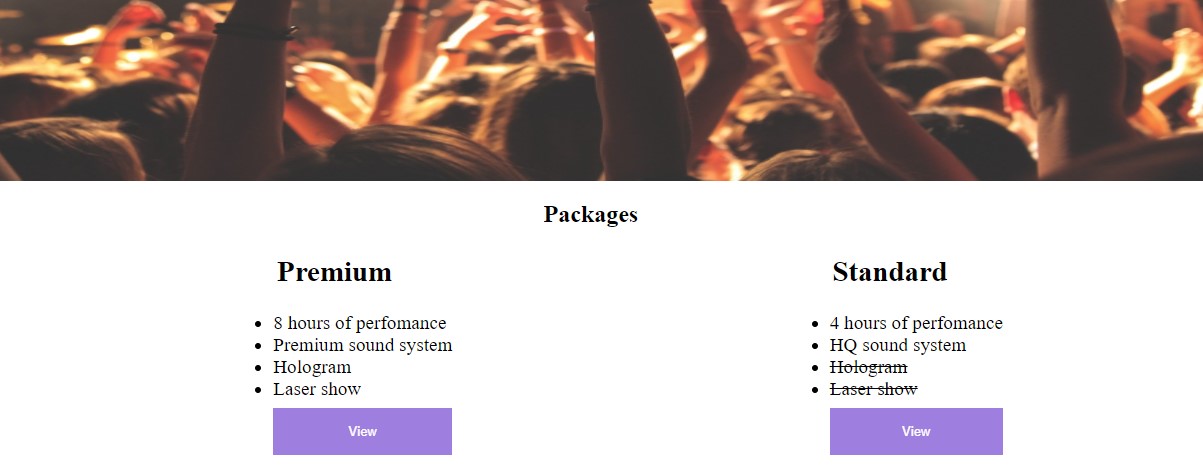 Packages
Premium
8 hours of perfomance
Premium sound system
Hologram
Laser show
View
Standard
4 hours of perfomance
HQ sound system
Hologram
Laser show
View